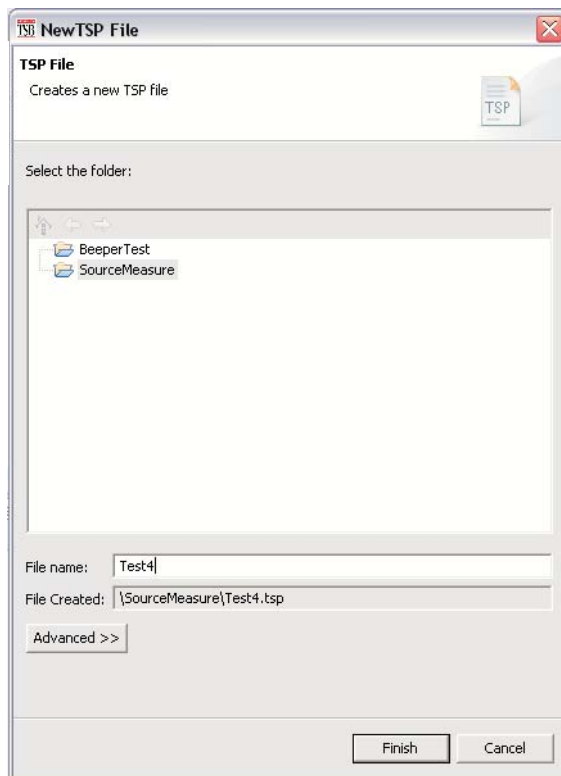 TSB NewTSP File
TSP File
Creates a new TSP file
TSP
Select the folder:
BeeperTest
SourceMeasure
File name: Test4
File Created: \SourceMeasure\Test4.tsp
Advanced >>
Finish Cancel